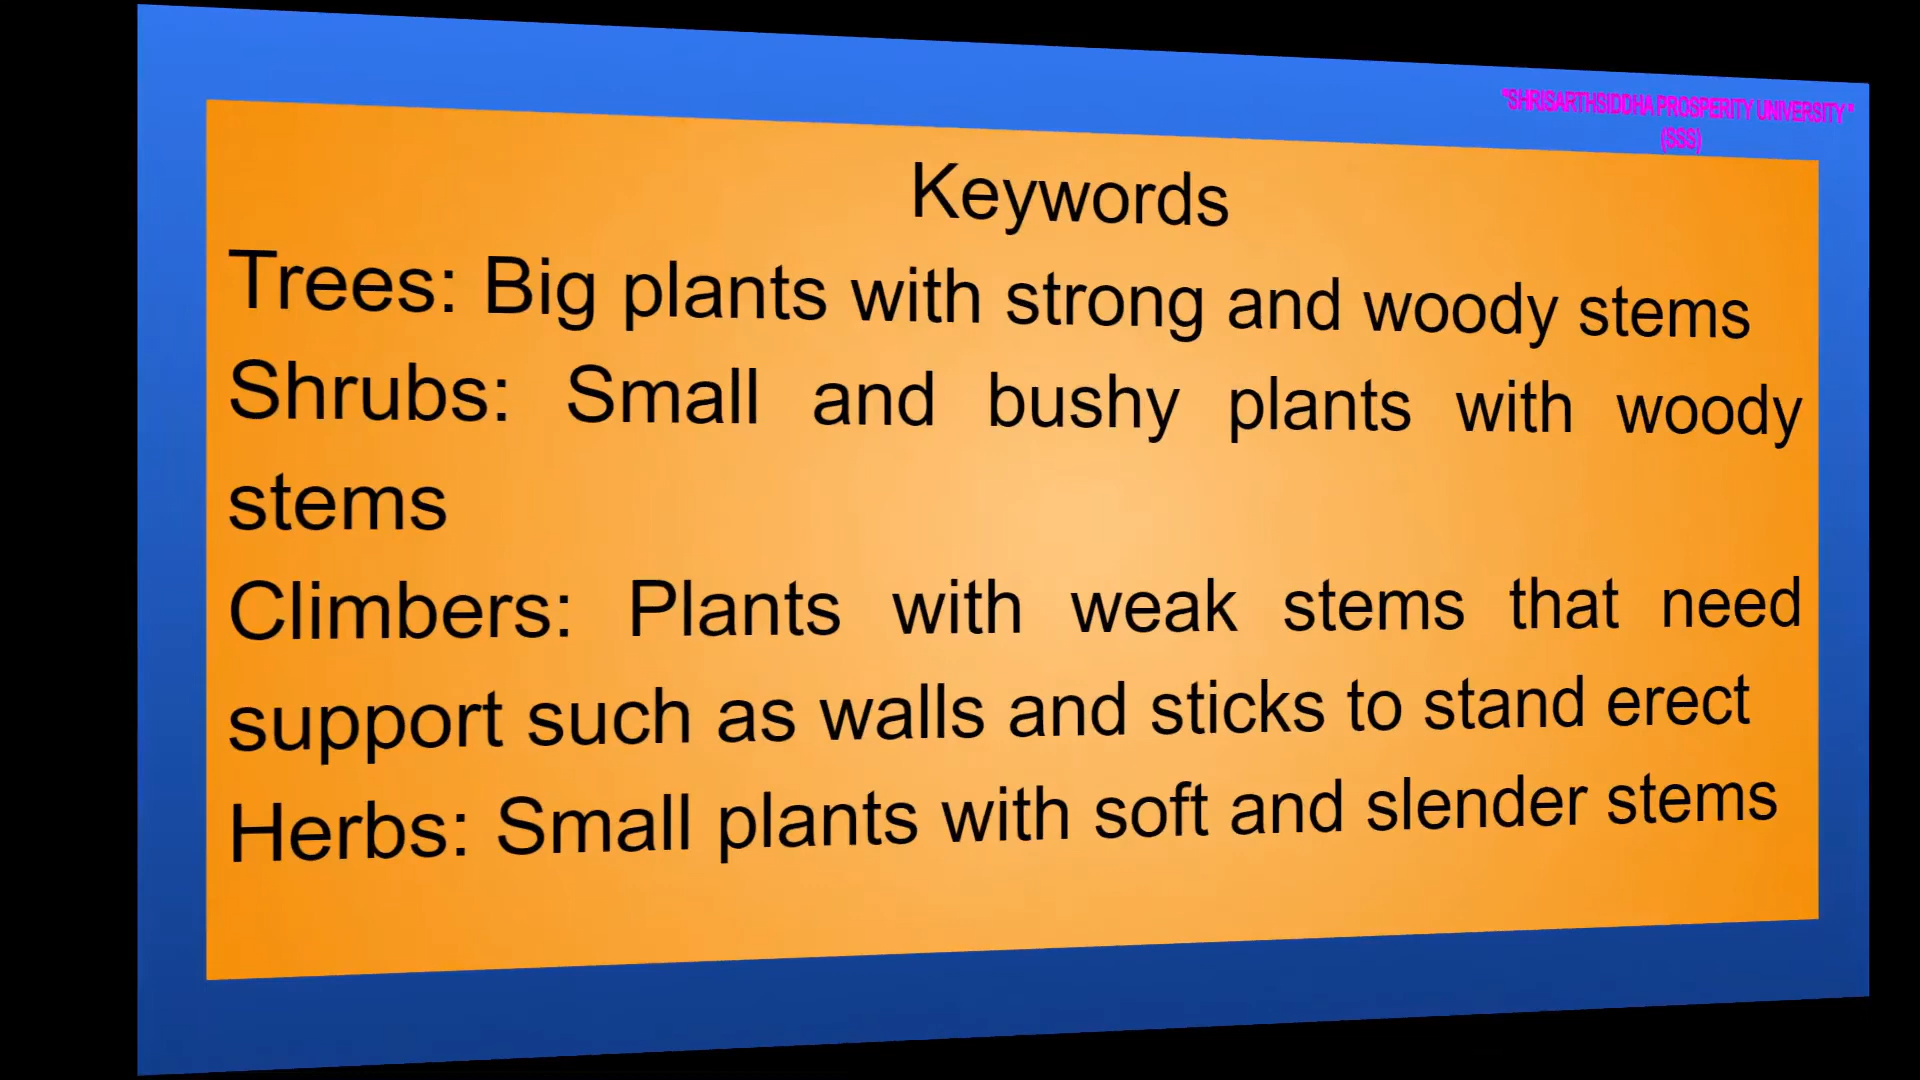 "SHRISARTHSIDDHA PROSPERITY UNIVERSITY"
(SSS)
Keywords
Trees: Big plants with strong and woody stems
Shrubs: Small and bushy plants with woody
stems
Climbers: Plants with weak stems that need
support such as walls and sticks to stand erect
Herbs: Small plants with soft and slender stems